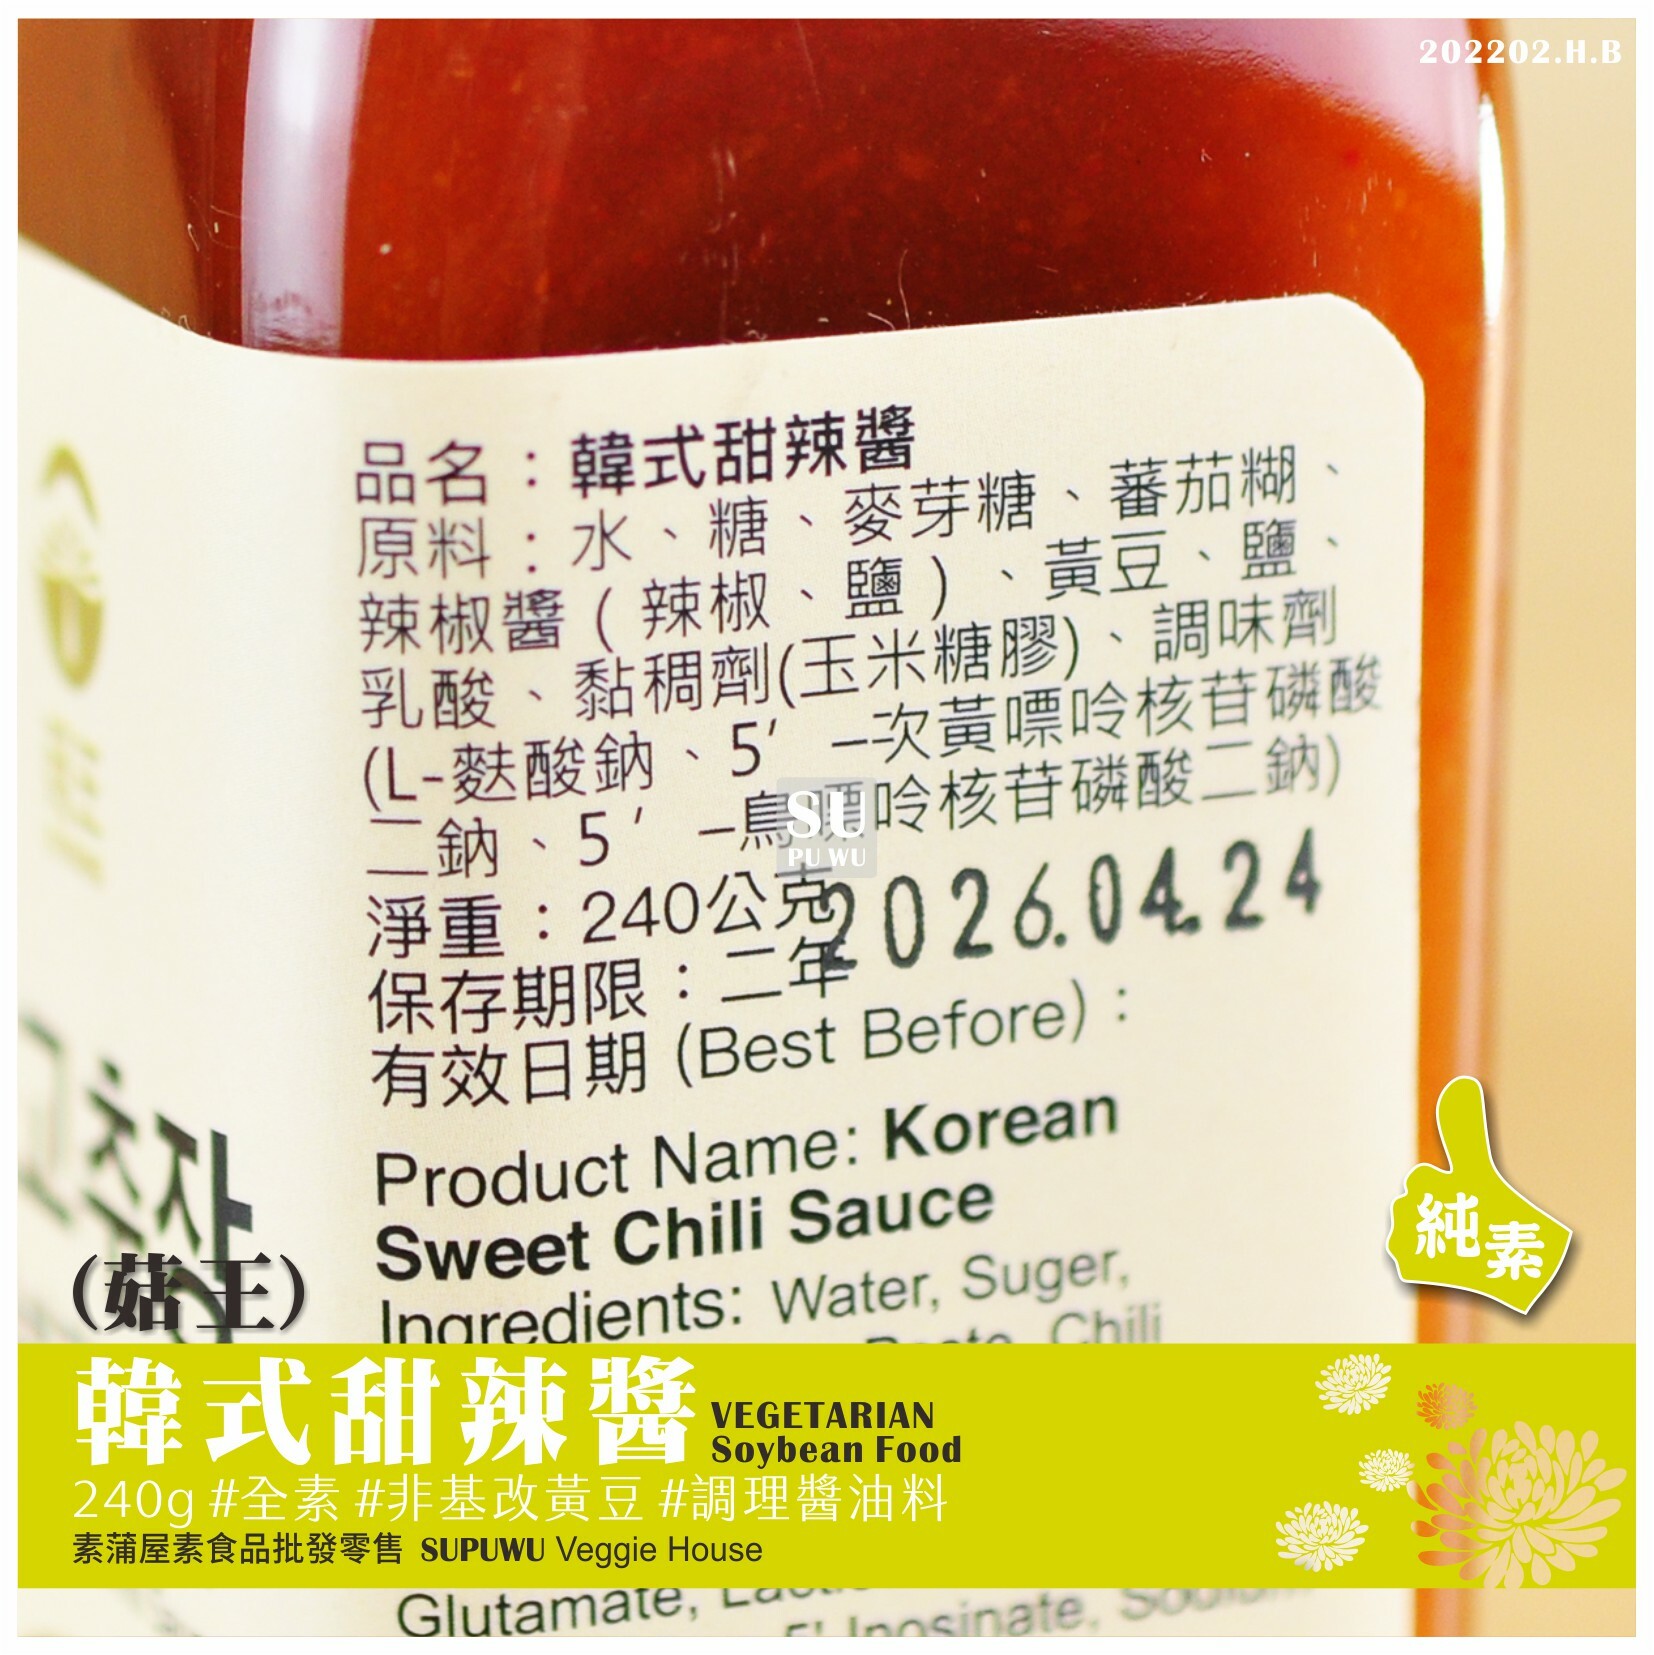 202202.H.B
品名：韓式甜辣醬
原料：水、糖、麥芽糖、蕃茄糊、
辣椒醬(辣椒、鹽)、黃豆、鹽、
乳酸、黏稠劑(玉米糖膠)、調味劑
(L-麩酸鈉、5′–次黃嘌呤核苷磷酸
二鈉、5′–鳥嘌呤核苷磷酸二鈉)
SU
PU WU
淨重：240公克
2026.04.24
保存期限：二年
有效日期 (Best Before)：
Product Name: Korean
Sweet Chili Sauce
Ingredients: Water, Suger,
Chili
純素
(菇王)
韓式甜辣醬
VEGETARIAN
Soybean Food
240g #全素 #非基改黃豆 #調理醬油料
素蒲屋素食品批發零售 SUPUWU Veggie House
Glutamate,
5' Inosinate,